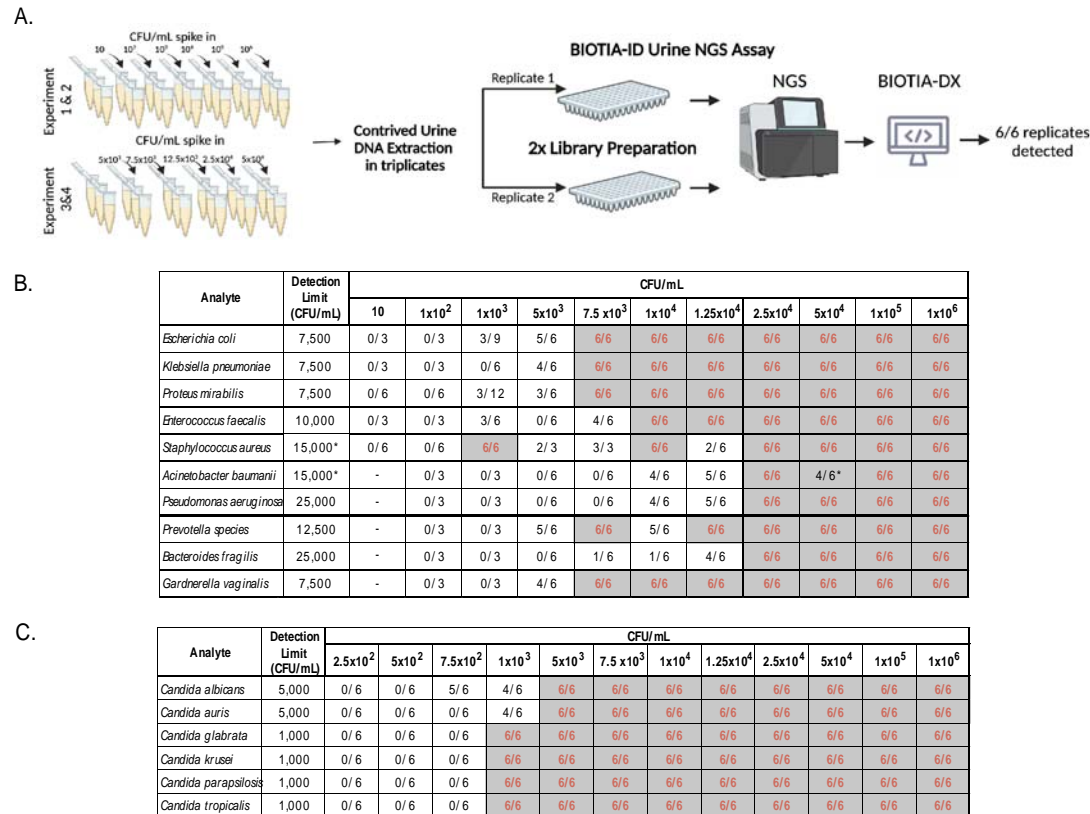 A.
CFU/mL spike in
10 10² 10³ 10⁴ 10⁵ 10⁶
Experiment
1 & 2
CFU/mL spike in
5x10³ 7.5x10³ 12.5x10³ 2.5x10⁴ 5x10⁴
Experiment
3&4
Contrived Urine
DNA Extraction
in triplicates
BIOTIA-ID Urine NGS Assay
Replicate 1
2x Library Preparation
Replicate 2
NGS
BIOTIA-DX
</>
6/6 replicates
detected
B.
Analyte Detection Limit (CFU/mL) CFU/mL
10 1x10² 1x10³ 5x10³ 7.5 x10³ 1x10⁴ 1.25x10⁴ 2.5x10⁴ 5x10⁴ 1x10⁵ 1x10⁶
Escherichia coli 7,500 0/3 0/3 3/9 5/6 6/6 6/6 6/6 6/6 6/6 6/6 6/6
Klebsiella pneumoniae 7,500 0/3 0/3 0/6 4/6 6/6 6/6 6/6 6/6 6/6 6/6 6/6
Proteus mirabilis 7,500 0/6 0/6 3/12 3/6 6/6 6/6 6/6 6/6 6/6 6/6 6/6
Enterococcus faecalis 10,000 0/3 0/3 3/6 0/6 4/6 6/6 6/6 6/6 6/6 6/6 6/6
Staphylococcus aureus 15,000* 0/6 0/6 6/6 2/3 3/3 6/6 2/6 6/6 6/6 6/6 6/6
Acinetobacter baumanii 15,000* - 0/3 0/3 0/6 0/6 4/6 5/6 6/6 4/6* 6/6 6/6
Pseudomonas aeruginosa 25,000 - 0/3 0/3 0/6 0/6 4/6 5/6 6/6 6/6 6/6 6/6
Prevotella species 12,500 - 0/3 0/3 5/6 6/6 5/6 6/6 6/6 6/6 6/6 6/6
Bacteroides fragilis 25,000 - 0/3 0/3 0/6 1/6 1/6 4/6 6/6 6/6 6/6 6/6
Gardnerella vaginalis 7,500 - 0/3 0/3 4/6 6/6 6/6 6/6 6/6 6/6 6/6 6/6
C.
Analyte Detection Limit (CFU/mL) CFU/mL
2.5x10² 5x10² 7.5x10² 1x10³ 5x10³ 7.5 x10³ 1x10⁴ 1.25x10⁴ 2.5x10⁴ 5x10⁴ 1x10⁵ 1x10⁶
Candida albicans 5,000 0/6 0/6 5/6 4/6 6/6 6/6 6/6 6/6 6/6 6/6 6/6 6/6
Candida auris 5,000 0/6 0/6 0/6 4/6 6/6 6/6 6/6 6/6 6/6 6/6 6/6 6/6
Candida glabrata 1,000 0/6 0/6 0/6 6/6 6/6 6/6 6/6 6/6 6/6 6/6 6/6 6/6
Candida krusei 1,000 0/6 0/6 0/6 6/6 6/6 6/6 6/6 6/6 6/6 6/6 6/6 6/6
Candida parapsilosis 1,000 0/6 0/6 0/6 6/6 6/6 6/6 6/6 6/6 6/6 6/6 6/6 6/6
Candida tropicalis 1,000 0/6 0/6 0/6 6/6 6/6 6/6 6/6 6/6 6/6 6/6 6/6 6/6